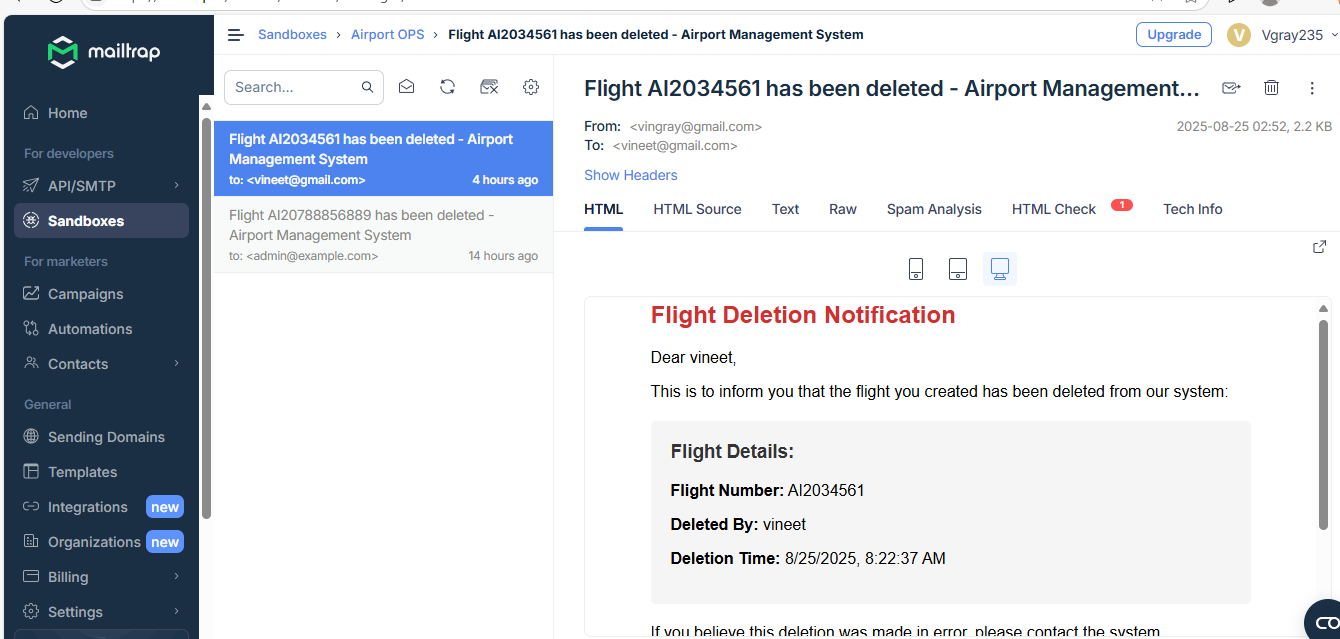 mailtrap
Home
For developers
API/SMTP
Sandboxes
For marketers
Campaigns
Automations
Contacts
General
Sending Domains
Templates
Integrations new
Organizations new
Billing
Settings
Sandboxes › Airport OPS › Flight AI2034561 has been deleted - Airport Management System
Upgrade
V Vgray235
Search...
Flight AI2034561 has been deleted - Airport
Management System
to: <vineet@gmail.com> 4 hours ago
Flight AI20788856889 has been deleted -
Airport Management System
to: <admin@example.com> 14 hours ago
Flight AI2034561 has been deleted - Airport Management...
From: <vingray@gmail.com> 2025-08-25 02:52, 2.2 KB
To: <vineet@gmail.com>
Show Headers
HTML HTML Source Text Raw Spam Analysis HTML Check 1 Tech Info
Flight Deletion Notification
Dear vineet,
This is to inform you that the flight you created has been deleted from our system:
Flight Details:
Flight Number: AI2034561
Deleted By: vineet
Deletion Time: 8/25/2025, 8:22:37 AM
If you believe this deletion was made in error, please contact the system